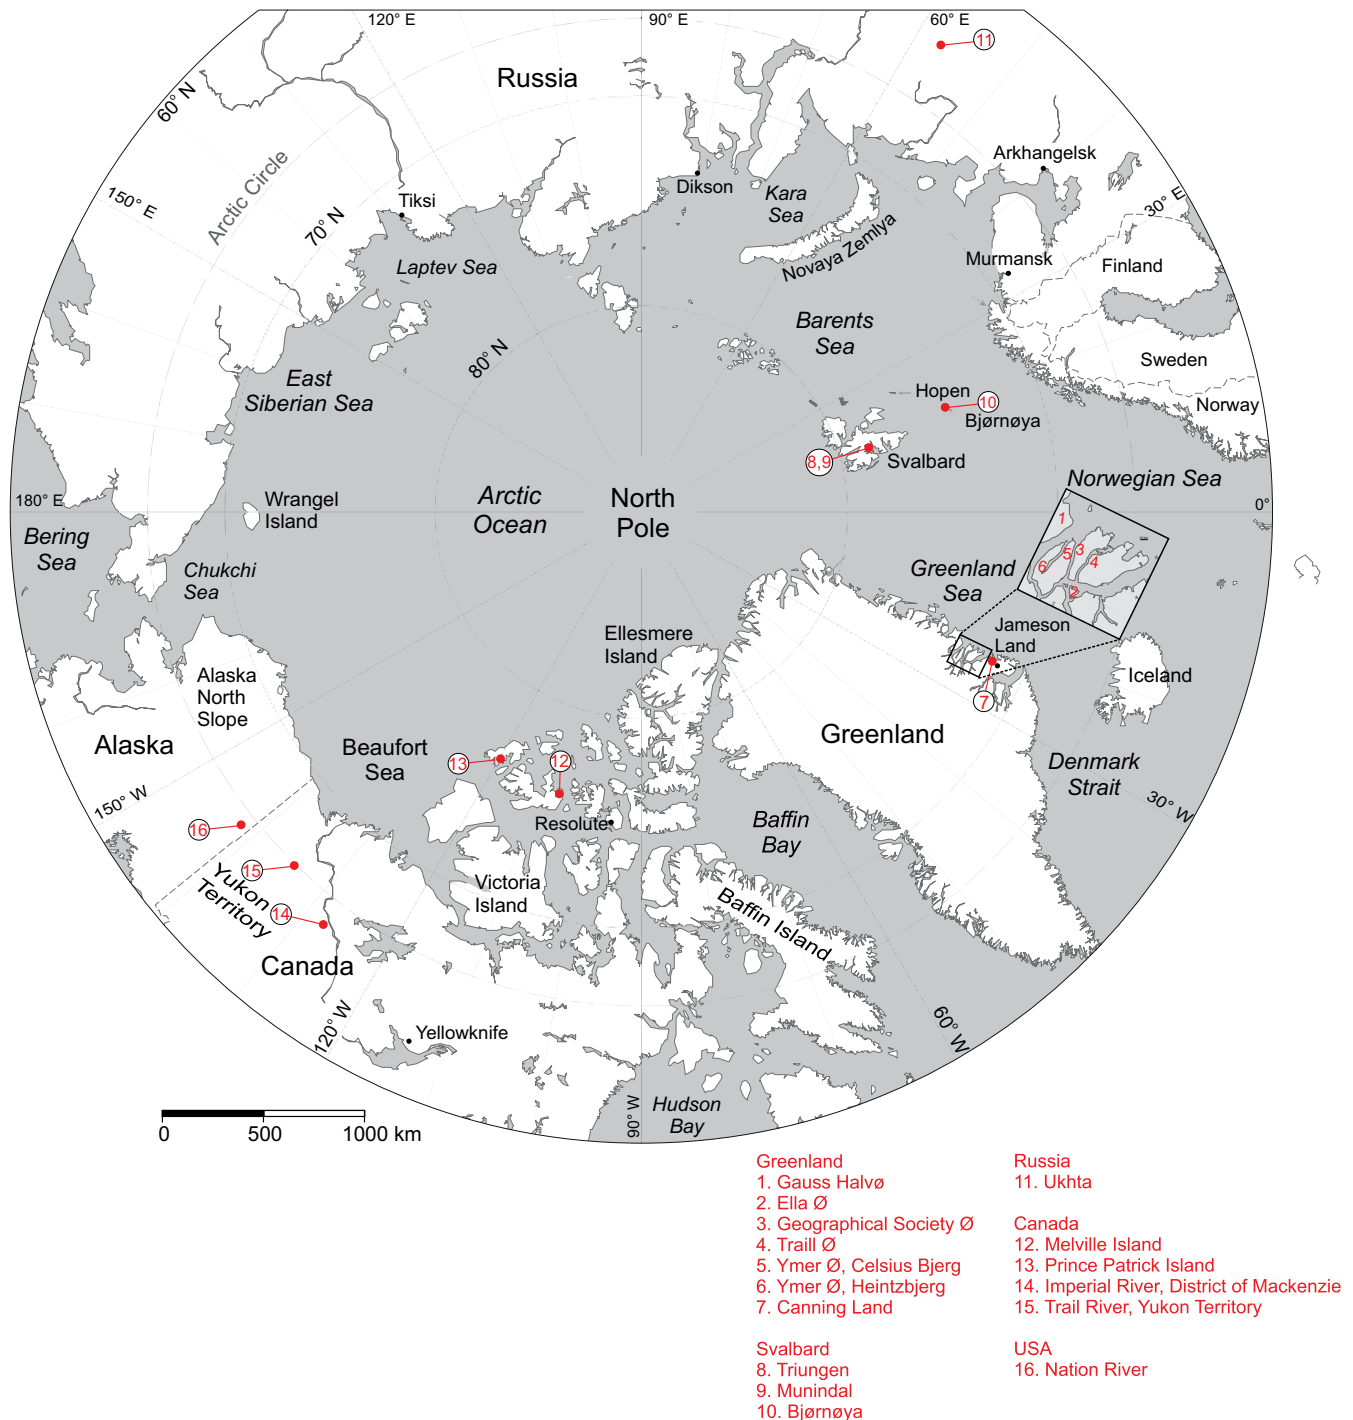 120° E
90° E
60° E
11
Russia
60° N
Arkhangelsk
Arctic Circle
150° E
Dikson
Kara
Sea
30° E
Tiksi
70° N
Novaya Zemlya
Murmansk
Finland
Laptev Sea
Barents
Sea
80° N
Sweden
East
Siberian Sea
Hopen
10
Bjørnøya
Norway
8,9
Svalbard
Norwegian Sea
180° E
Wrangel
Island
Arctic
Ocean
North
Pole
0°
Bering
Sea
1
3
5
4
6
2
Chukchi
Sea
Greenland
Sea
Jameson
Land
Ellesmere
Island
Alaska
North
Slope
Iceland
7
Alaska
Beaufort
Sea
13
12
Greenland
Denmark
Strait
150° W
30° W
16
Resolute
Baffin
Bay
15
Yukon
Territory
Victoria
Island
Baffin Island
14
Canada
120° W
Yellowknife
60° W
90° W
Hudson
Bay
0
500
1000 km
Greenland
1. Gauss Halvø
2. Ella Ø
3. Geographical Society Ø
4. Traill Ø
5. Ymer Ø, Celsius Bjerg
6. Ymer Ø, Heintzbjerg
7. Canning Land
Svalbard
8. Triungen
9. Munindal
10. Bjørnøya
Russia
11. Ukhta
Canada
12. Melville Island
13. Prince Patrick Island
14. Imperial River, District of Mackenzie
15. Trail River, Yukon Territory
USA
16. Nation River